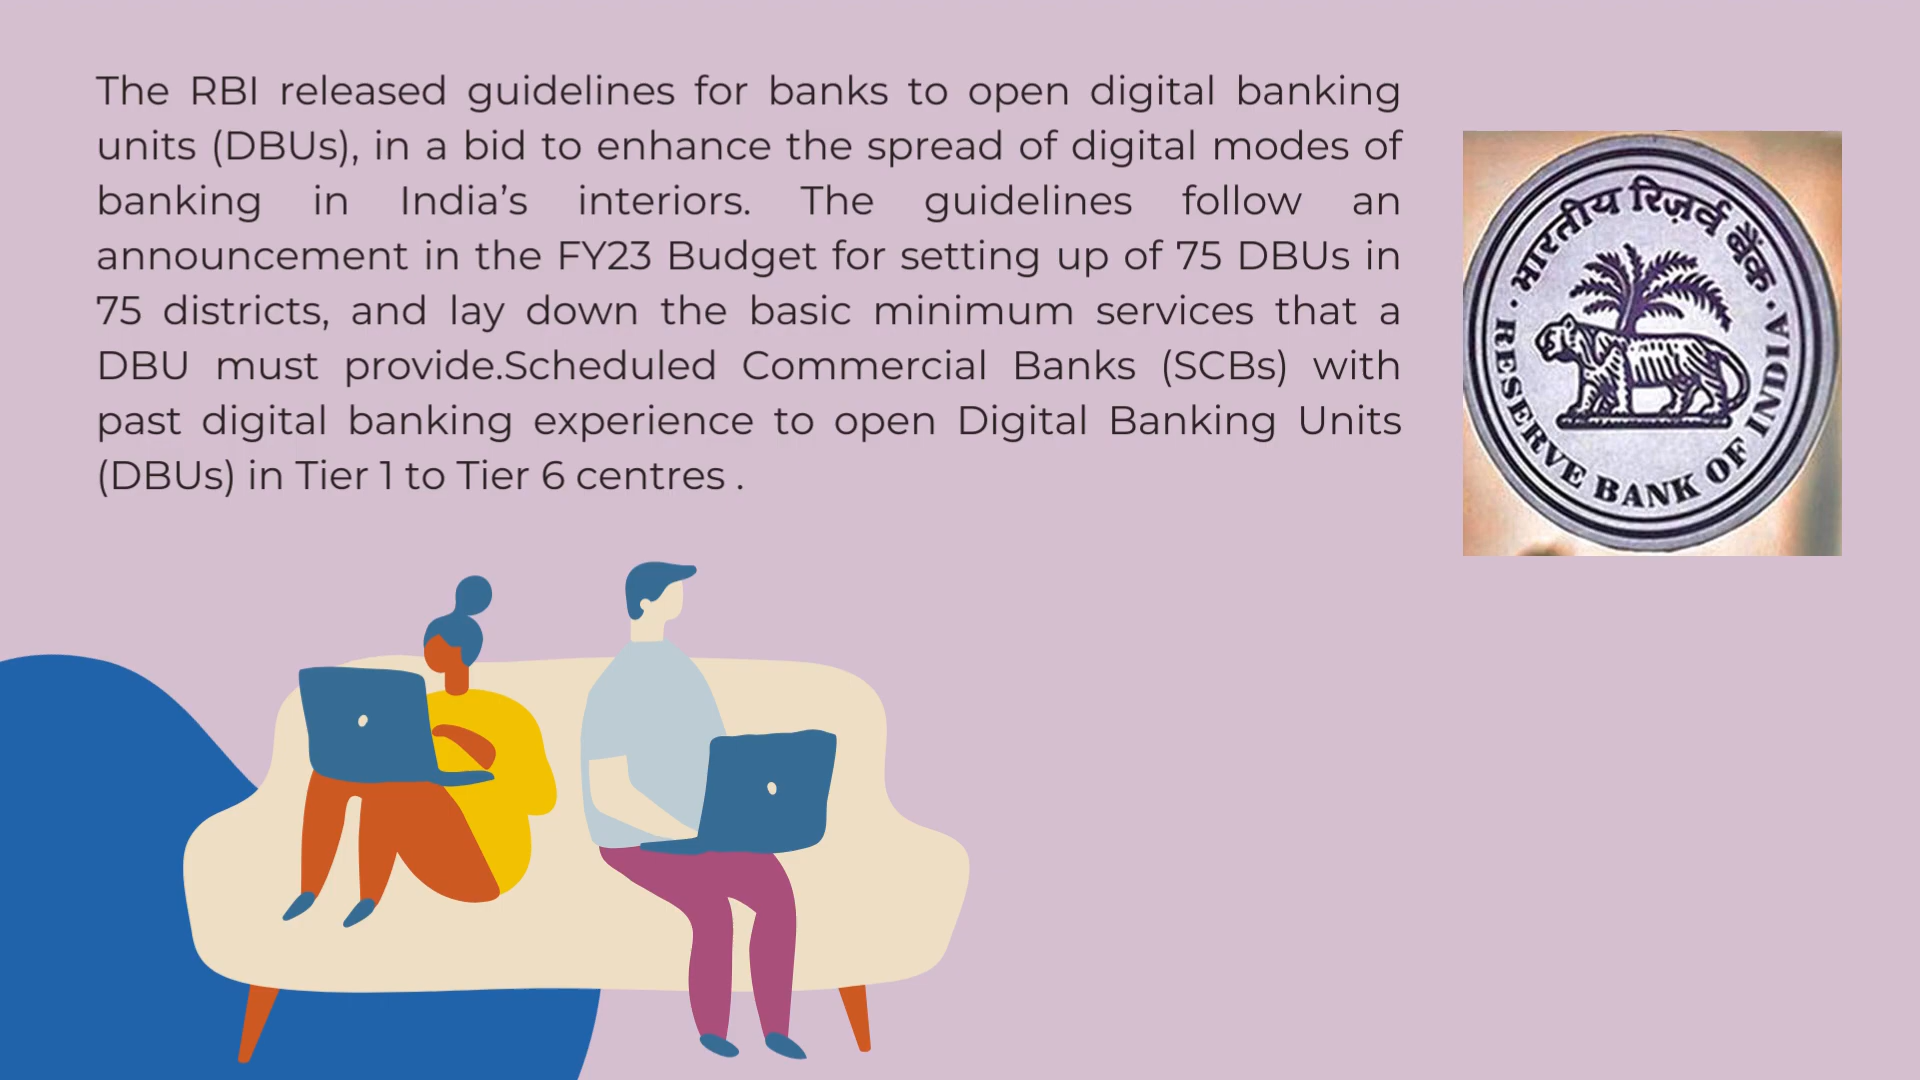 The RBI released guidelines for banks to open digital banking
units (DBUs), in a bid to enhance the spread of digital modes of
banking in India’s interiors. The guidelines follow an
announcement in the FY23 Budget for setting up of 75 DBUs in
75 districts, and lay down the basic minimum services that a
DBU must provide.Scheduled Commercial Banks (SCBs) with
past digital banking experience to open Digital Banking Units
(DBUs) in Tier 1 to Tier 6 centres .
भारतीय रिज़र्व बैंक
RESERVE BANK OF INDIA